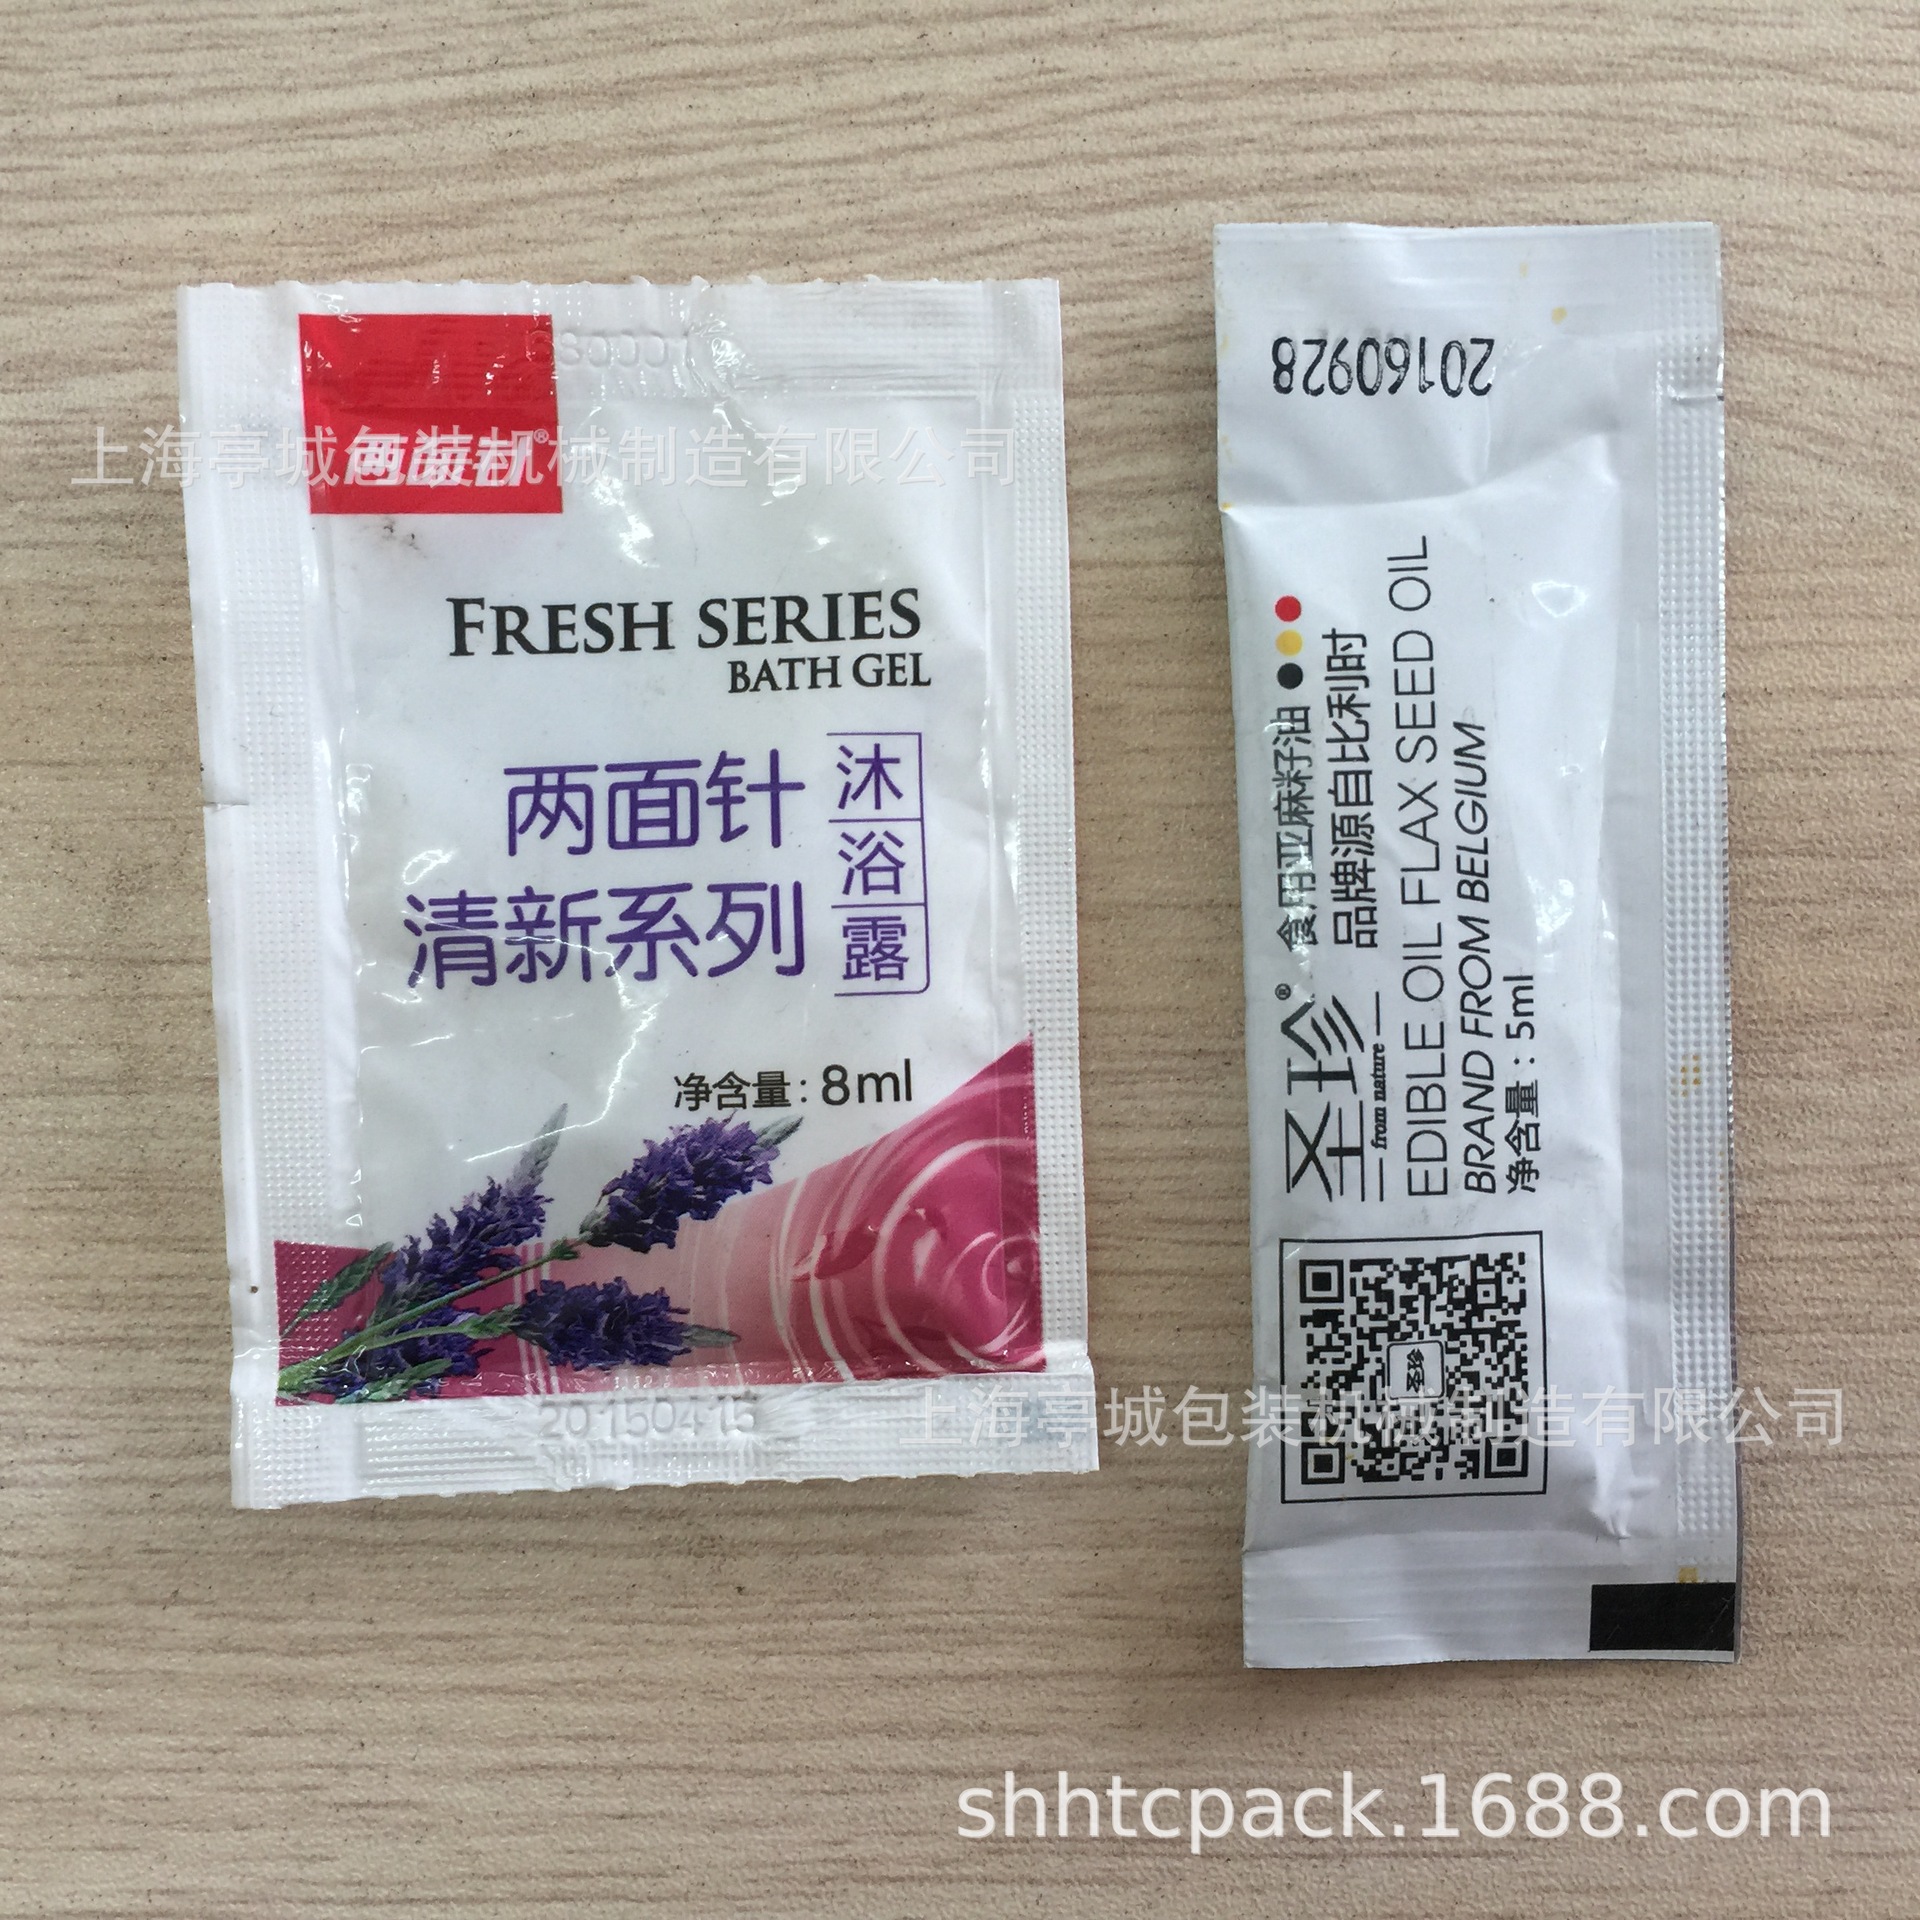 上海亭城包装机械制造有限公司
两面针®
FRESH SERIES
BATH GEL
两面针
清新系列
沐浴露
净含量：8ml
20150415
20160928
圣珍®
from nature
食用亚麻籽油
品牌源自比利时
EDIBLE OIL FLAX SEED OIL
BRAND FROM BELGIUM
净含量：5ml
圣珍
上海亭城包装机械制造有限公司
shhtcpack.1688.com